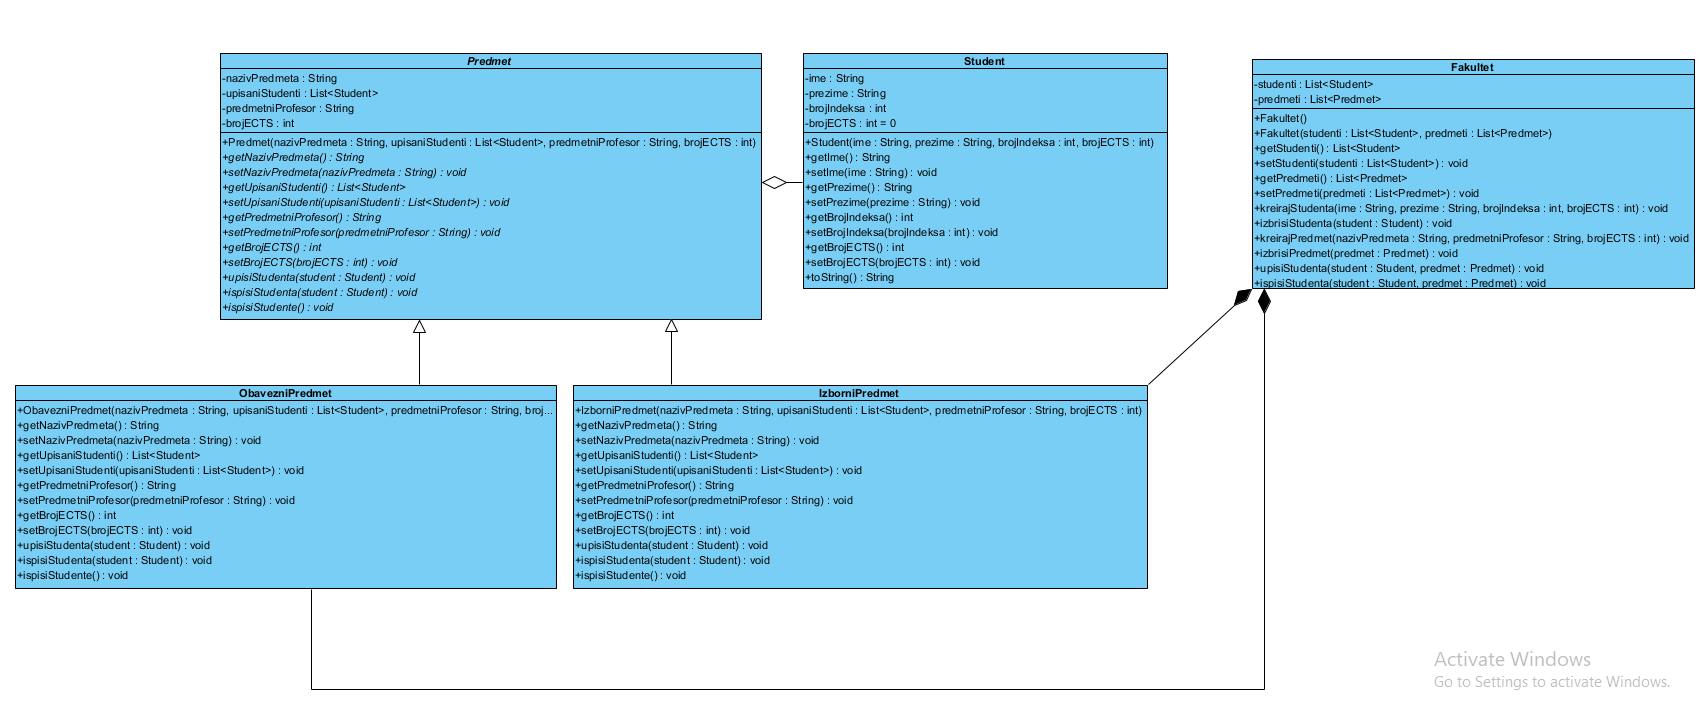 Predmet
-nazivPredmeta : String
-upisaniStudenti : List<Student>
-predmetniProfesor : String
-brojECTS : int
+Predmet(nazivPredmeta : String, upisaniStudenti : List<Student>, predmetniProfesor : String, brojECTS : int)
+getNazivPredmeta() : String
+setNazivPredmeta(nazivPredmeta : String) : void
+getUpisaniStudenti() : List<Student>
+setUpisaniStudenti(upisaniStudenti : List<Student>) : void
+getPredmetniProfesor() : String
+setPredmetniProfesor(predmetniProfesor : String) : void
+getBrojECTS() : int
+setBrojECTS(brojECTS : int) : void
+upisiStudenta(student : Student) : void
+ispisiStudenta(student : Student) : void
+ispisiStudente() : void
Student
-ime : String
-prezime : String
-brojIndeksa : int
-brojECTS : int = 0
+Student(ime : String, prezime : String, brojIndeksa : int, brojECTS : int)
+getIme() : String
+setIme(ime : String) : void
+getPrezime() : String
+setPrezime(prezime : String) : void
+getBrojIndeksa() : int
+setBrojIndeksa(brojIndeksa : int) : void
+getBrojECTS() : int
+setBrojECTS(brojECTS : int) : void
+toString() : String
Fakultet
-studenti : List<Student>
-predmeti : List<Predmet>
+Fakultet()
+Fakultet(studenti : List<Student>, predmeti : List<Predmet>)
+getStudenti() : List<Student>
+setStudenti(studenti : List<Student>) : void
+getPredmeti() : List<Predmet>
+setPredmeti(predmeti : List<Predmet>) : void
+kreirajStudenta(ime : String, prezime : String, brojIndeksa : int, brojECTS : int) : void
+izbrisiStudenta(student : Student) : void
+kreirajPredmet(nazivPredmeta : String, predmetniProfesor : String, brojECTS : int) : void
+izbrisiPredmet(predmet : Predmet) : void
+upisiStudenta(student : Student, predmet : Predmet) : void
+ispisiStudenta(student : Student, predmet : Predmet) : void
ObavezniPredmet
+ObavezniPredmet(nazivPredmeta : String, upisaniStudenti : List<Student>, predmetniProfesor : String, broj...
+getNazivPredmeta() : String
+setNazivPredmeta(nazivPredmeta : String) : void
+getUpisaniStudenti() : List<Student>
+setUpisaniStudenti(upisaniStudenti : List<Student>) : void
+getPredmetniProfesor() : String
+setPredmetniProfesor(predmetniProfesor : String) : void
+getBrojECTS() : int
+setBrojECTS(brojECTS : int) : void
+upisiStudenta(student : Student) : void
+ispisiStudenta(student : Student) : void
+ispisiStudente() : void
IzborniPredmet
+IzborniPredmet(nazivPredmeta : String, upisaniStudenti : List<Student>, predmetniProfesor : String, brojECTS : int)
+getNazivPredmeta() : String
+setNazivPredmeta(nazivPredmeta : String) : void
+getUpisaniStudenti() : List<Student>
+setUpisaniStudenti(upisaniStudenti : List<Student>) : void
+getPredmetniProfesor() : String
+setPredmetniProfesor(predmetniProfesor : String) : void
+getBrojECTS() : int
+setBrojECTS(brojECTS : int) : void
+upisiStudenta(student : Student) : void
+ispisiStudenta(student : Student) : void
+ispisiStudente() : void
Activate Windows
Go to Settings to activate Windows.